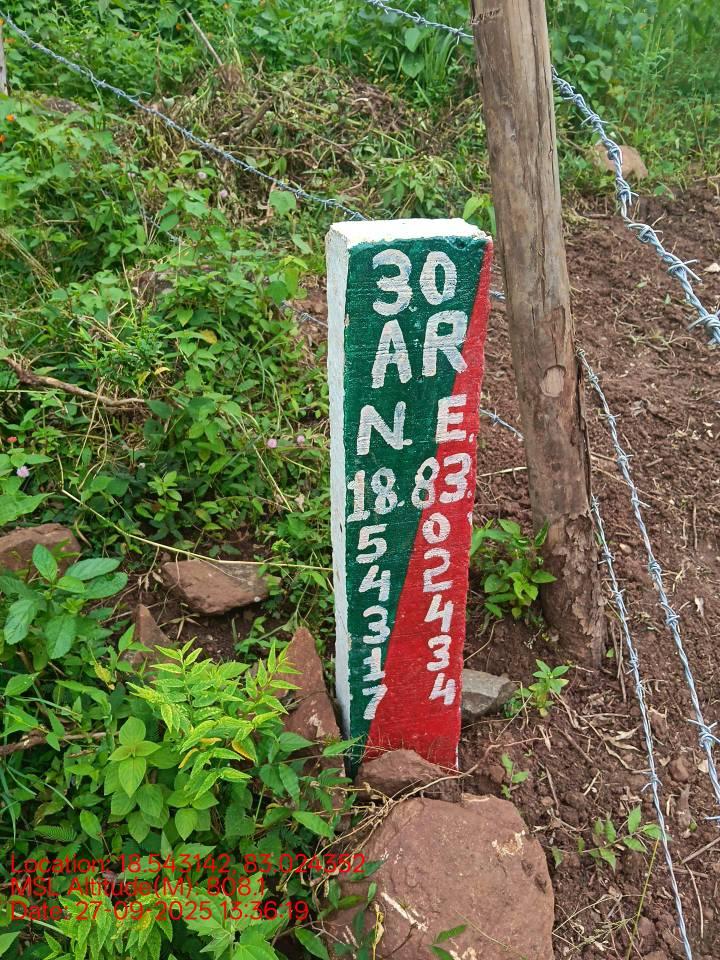 30
AR
N. E.
18. 83.
5 0
4 2
3 4
1 3
7 4
Location: 18.543142, 83.024352
MSL Altitude(M): 808.1
Date: 27-09-2025 13:36:19